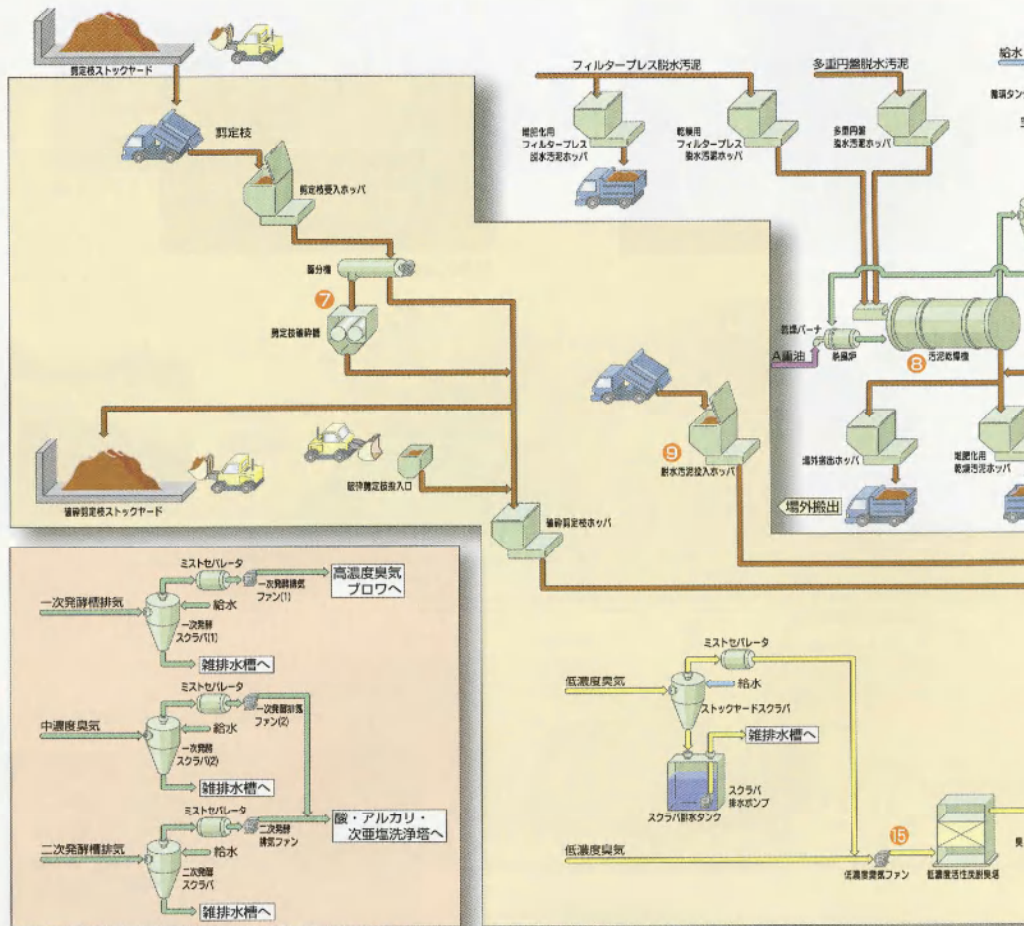 剪定枝ストックヤード
剪定枝
剪定枝受入ホッパ
篩分機
⑦
剪定枝破砕機
破砕剪定枝ストックヤード
破砕剪定枝投入口
破砕剪定枝ホッパ
フィルタープレス脱水汚泥
堆肥化用
フィルタープレス
脱水汚泥ホッパ
乾燥用
フィルタープレス
脱水汚泥ホッパ
多重円盤脱水汚泥
多重円盤
脱水汚泥ホッパ
給水
循環タン
乾燥バーナ
A重油
熱風炉
⑧
汚泥乾燥機
場外搬出ホッパ
堆肥化用
乾燥汚泥ホッパ
場外搬出
⑨
脱水汚泥投入ホッパ
一次発酵槽排気
ミストセパレータ
一次発酵排気
ファン(1)
高濃度臭気
ブロワへ
給水
一次発酵
スクラバ(1)
雑排水槽へ
中濃度臭気
ミストセパレータ
一次発酵排気
ファン(2)
給水
一次発酵
スクラバ(2)
雑排水槽へ
二次発酵槽排気
ミストセパレータ
二次発酵
排気ファン
酸・アルカリ・
次亜塩洗浄塔へ
給水
二次発酵
スクラバ
雑排水槽へ
低濃度臭気
ミストセパレータ
給水
ストックヤードスクラバ
雑排水槽へ
スクラバ
排水ポンプ
スクラバ排水タンク
低濃度臭気
⑮
低濃度臭気ファン
低濃度活性炭脱臭塔